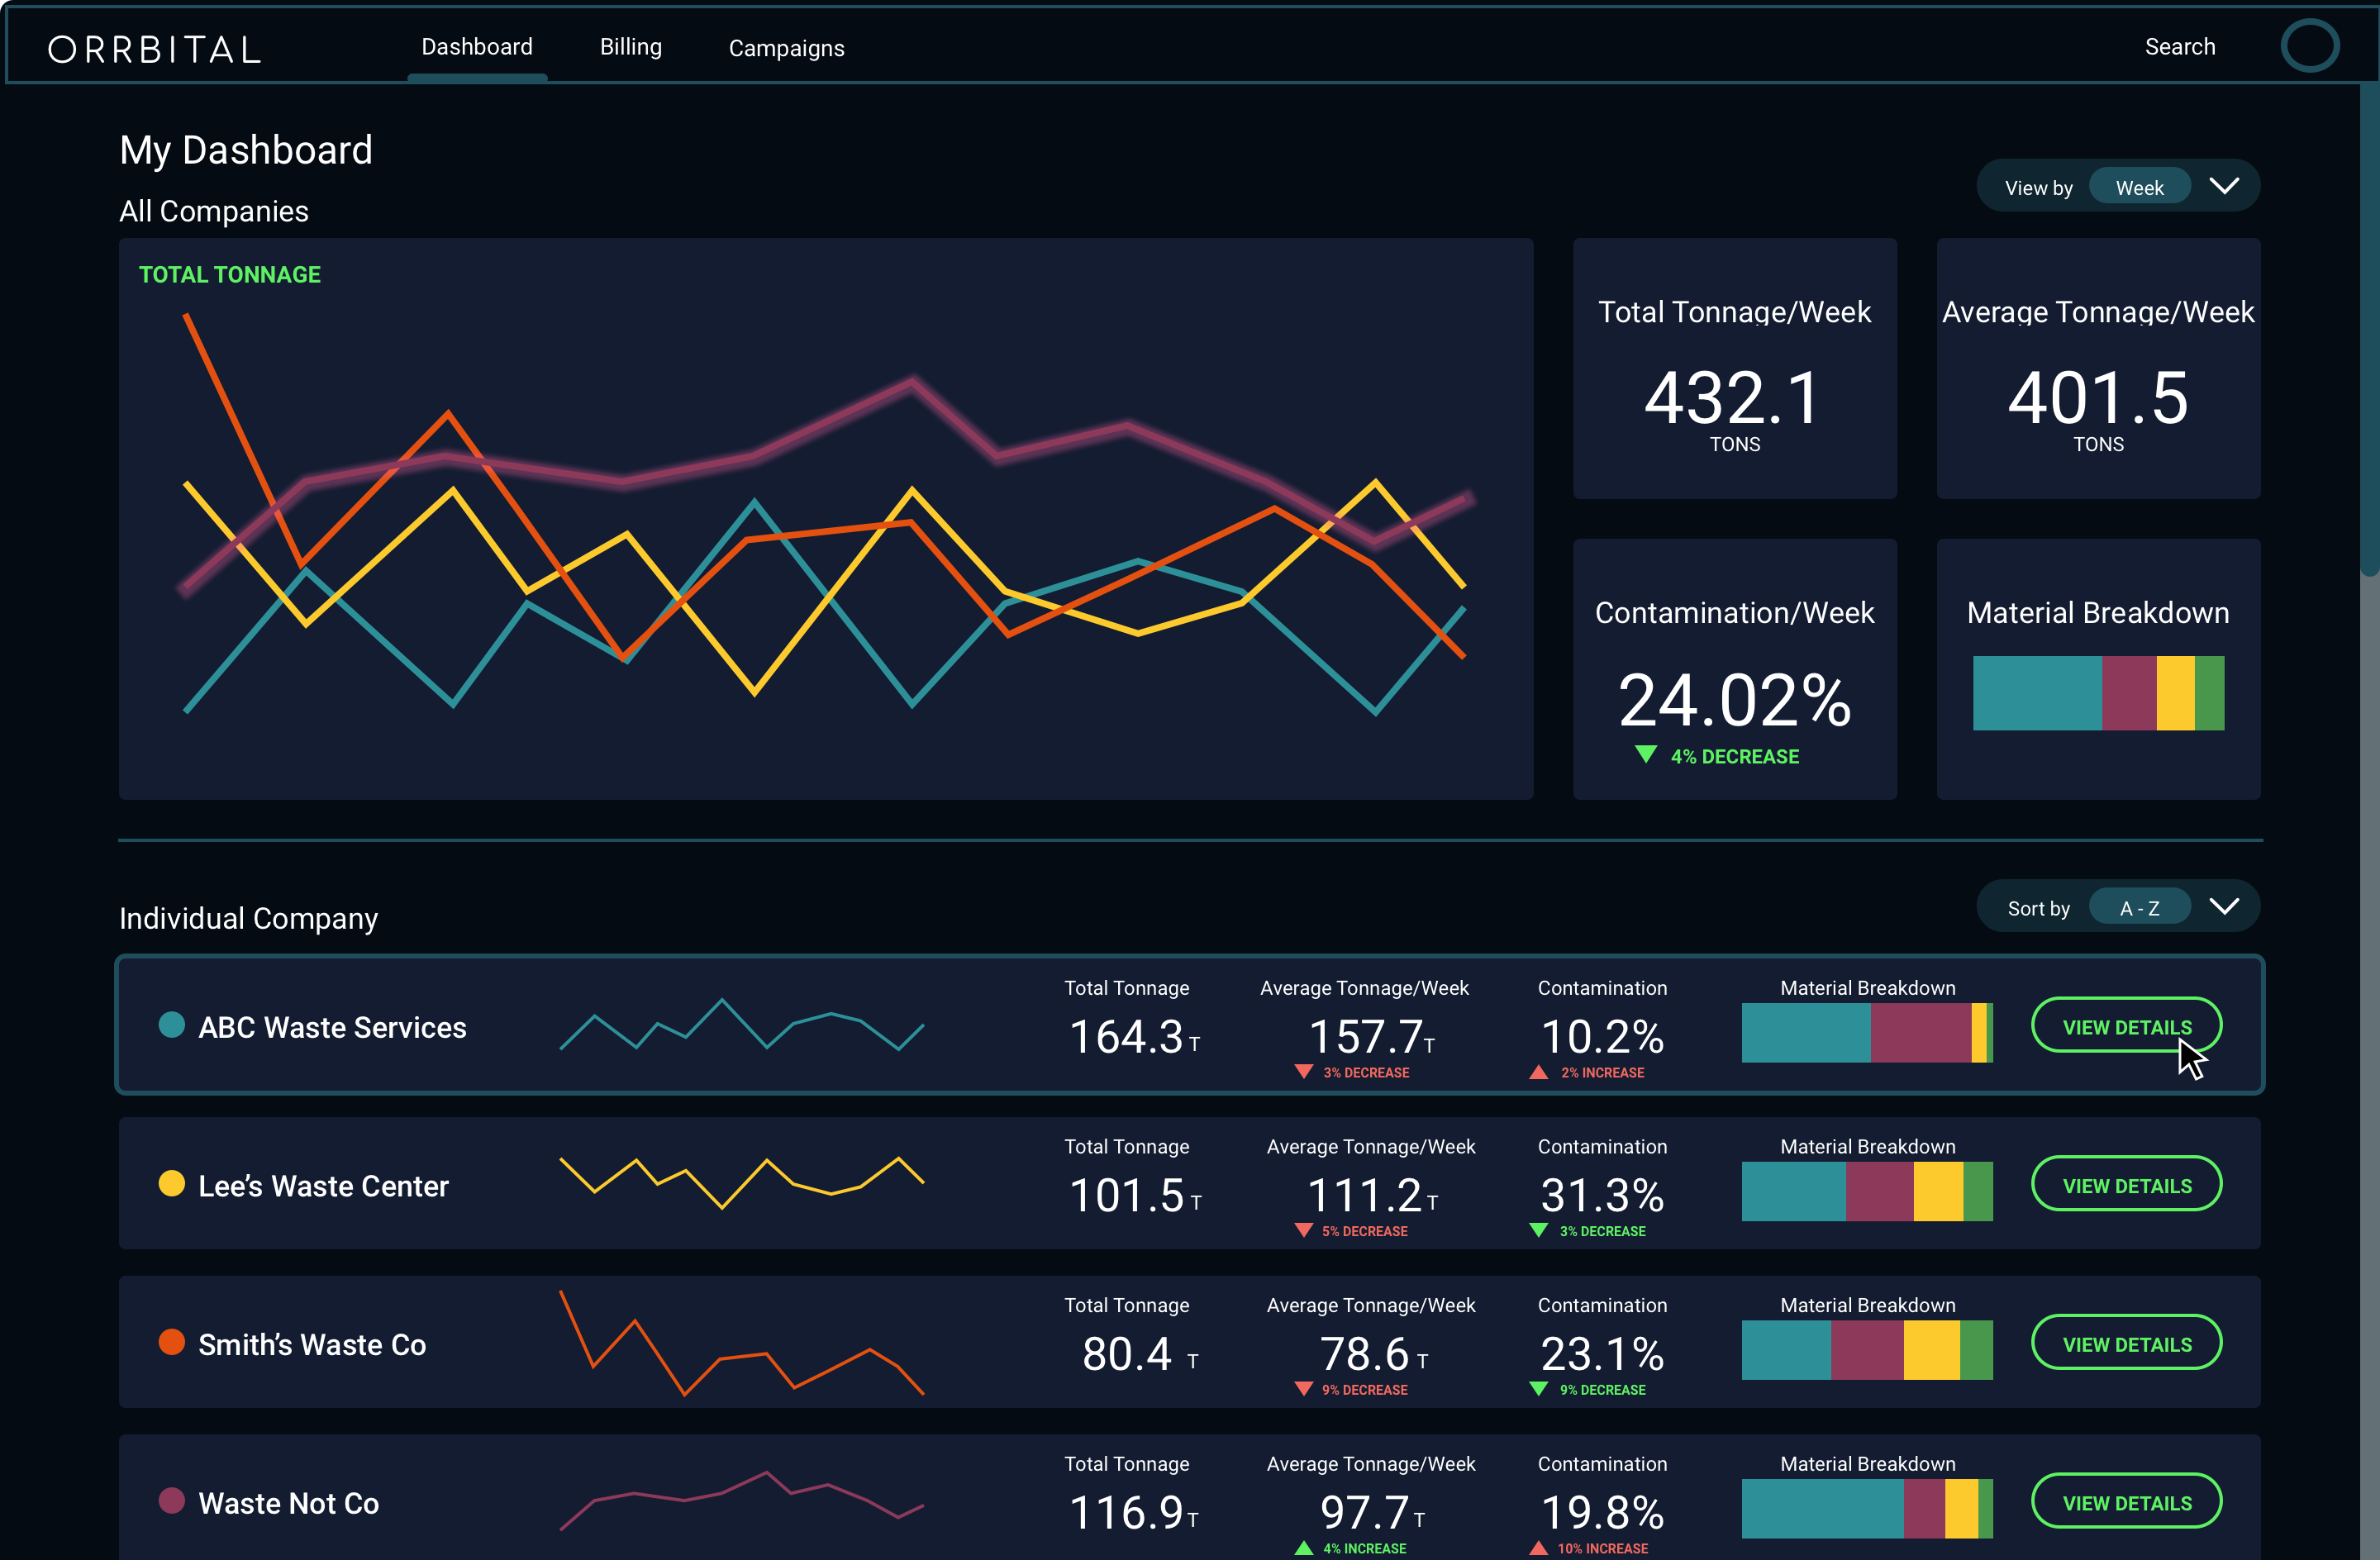 ORRBITAL Dashboard Billing Campaigns Search
My Dashboard
View by Week
All Companies
TOTAL TONNAGE
Total Tonnage/Week
432.1
TONS
Average Tonnage/Week
401.5
TONS
Contamination/Week
24.02%
4% DECREASE
Material Breakdown
Individual Company
Sort by A - Z
ABC Waste Services
Total Tonnage
164.3 T
Average Tonnage/Week
157.7 T
3% DECREASE
Contamination
10.2%
2% INCREASE
Material Breakdown
VIEW DETAILS
Lee's Waste Center
Total Tonnage
101.5 T
Average Tonnage/Week
111.2 T
5% DECREASE
Contamination
31.3%
3% DECREASE
Material Breakdown
VIEW DETAILS
Smith's Waste Co
Total Tonnage
80.4 T
Average Tonnage/Week
78.6 T
9% DECREASE
Contamination
23.1%
9% DECREASE
Material Breakdown
VIEW DETAILS
Waste Not Co
Total Tonnage
116.9 T
Average Tonnage/Week
97.7 T
4% INCREASE
Contamination
19.8%
10% INCREASE
Material Breakdown
VIEW DETAILS